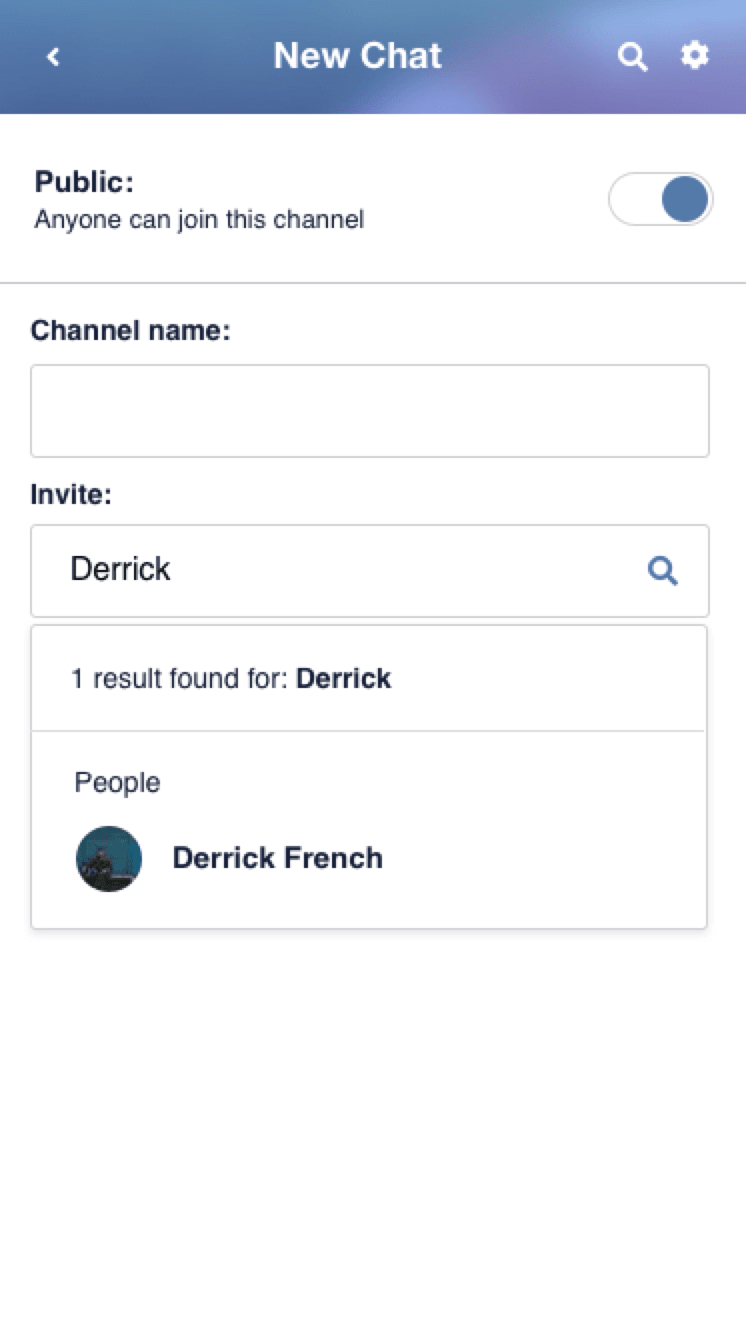 New Chat
Public:
Anyone can join this channel
Channel name:
Invite:
Derrick
1 result found for: Derrick
People
Derrick French